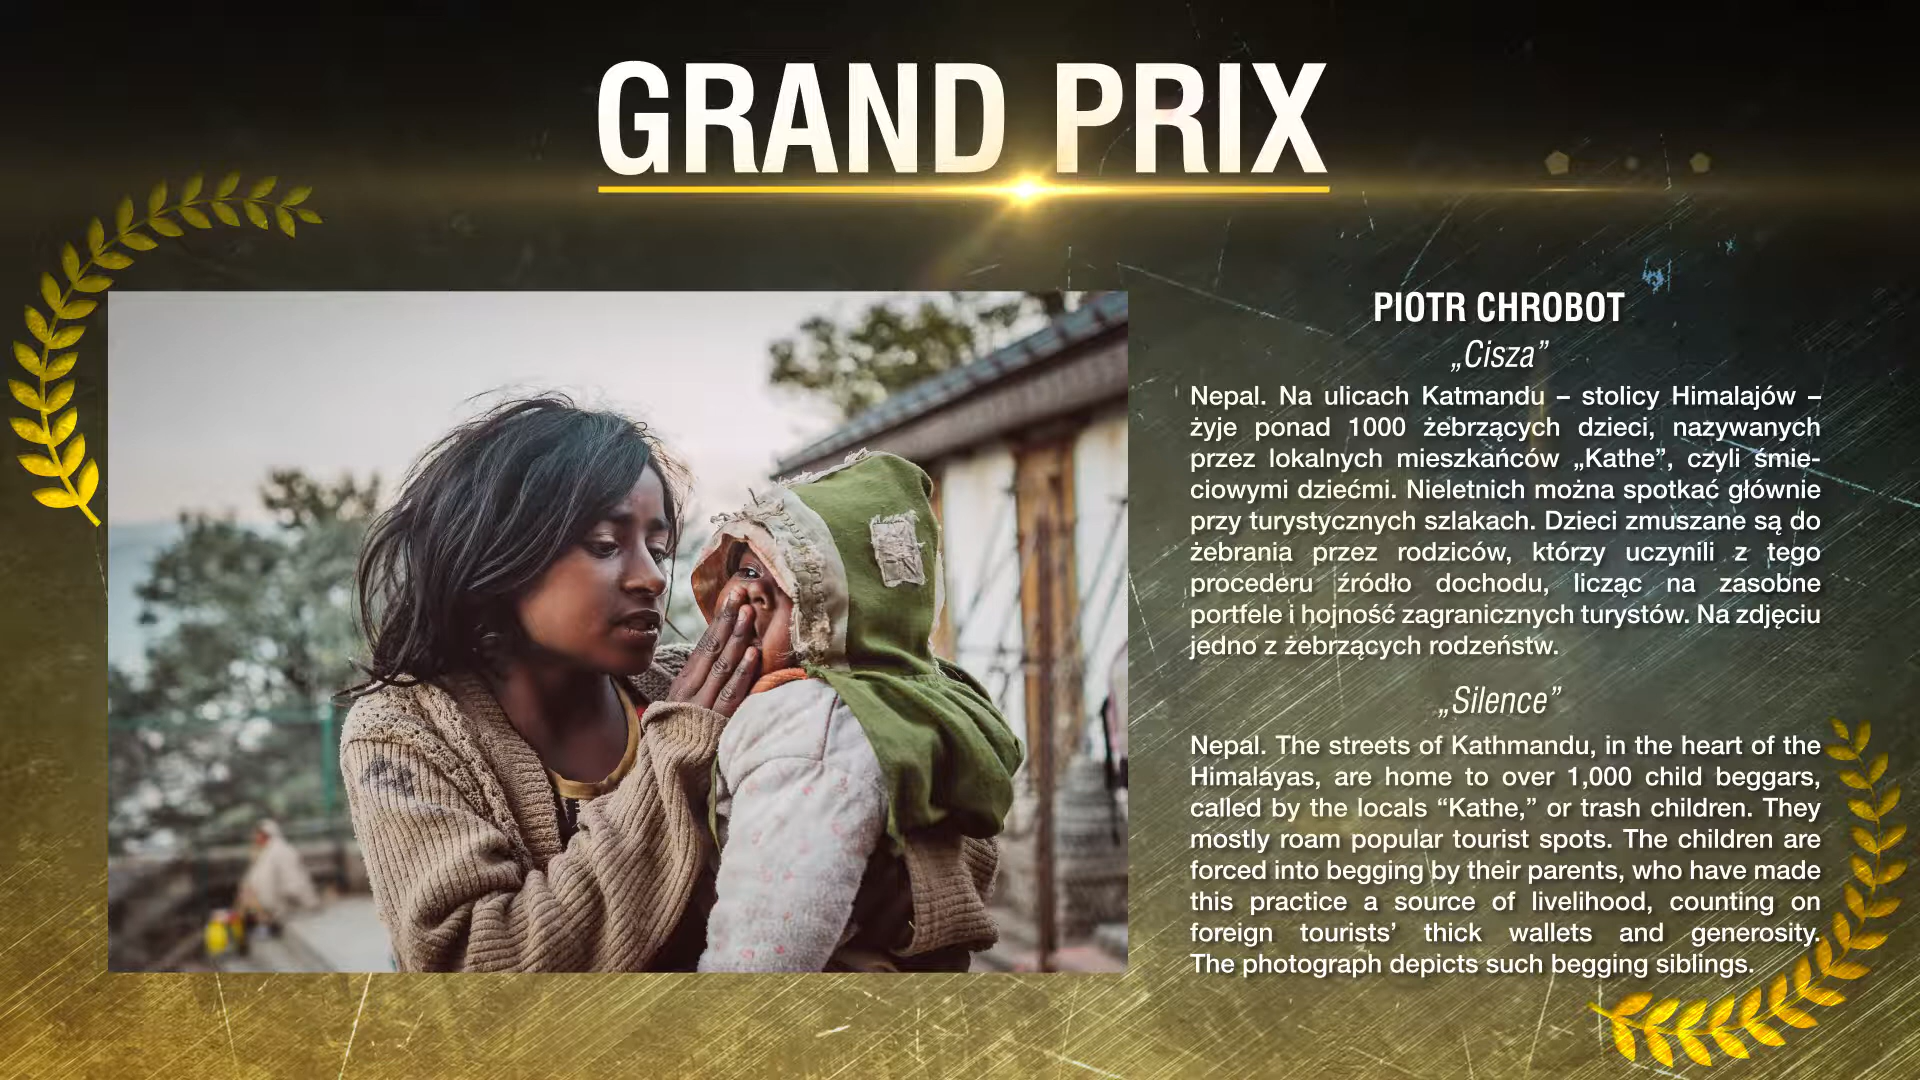 GRAND PRIX
PIOTR CHROBOT
„Cisza”
Nepal. Na ulicach Katmandu – stolicy Himalajów –
żyje ponad 1000 żebrzących dzieci, nazywanych
przez lokalnych mieszkańców „Kathe”, czyli śmie-
ciowymi dziećmi. Nieletnich można spotkać głównie
przy turystycznych szlakach. Dzieci zmuszane są do
żebrania przez rodziców, którzy uczynili z tego
procederu źródło dochodu, licząc na zasobne
portfele i hojność zagranicznych turystów. Na zdjęciu
jedno z żebrzących rodzeństw.
„Silence”
Nepal. The streets of Kathmandu, in the heart of the
Himalayas, are home to over 1,000 child beggars,
called by the locals “Kathe,” or trash children. They
mostly roam popular tourist spots. The children are
forced into begging by their parents, who have made
this practice a source of livelihood, counting on
foreign tourists’ thick wallets and generosity.
The photograph depicts such begging siblings.